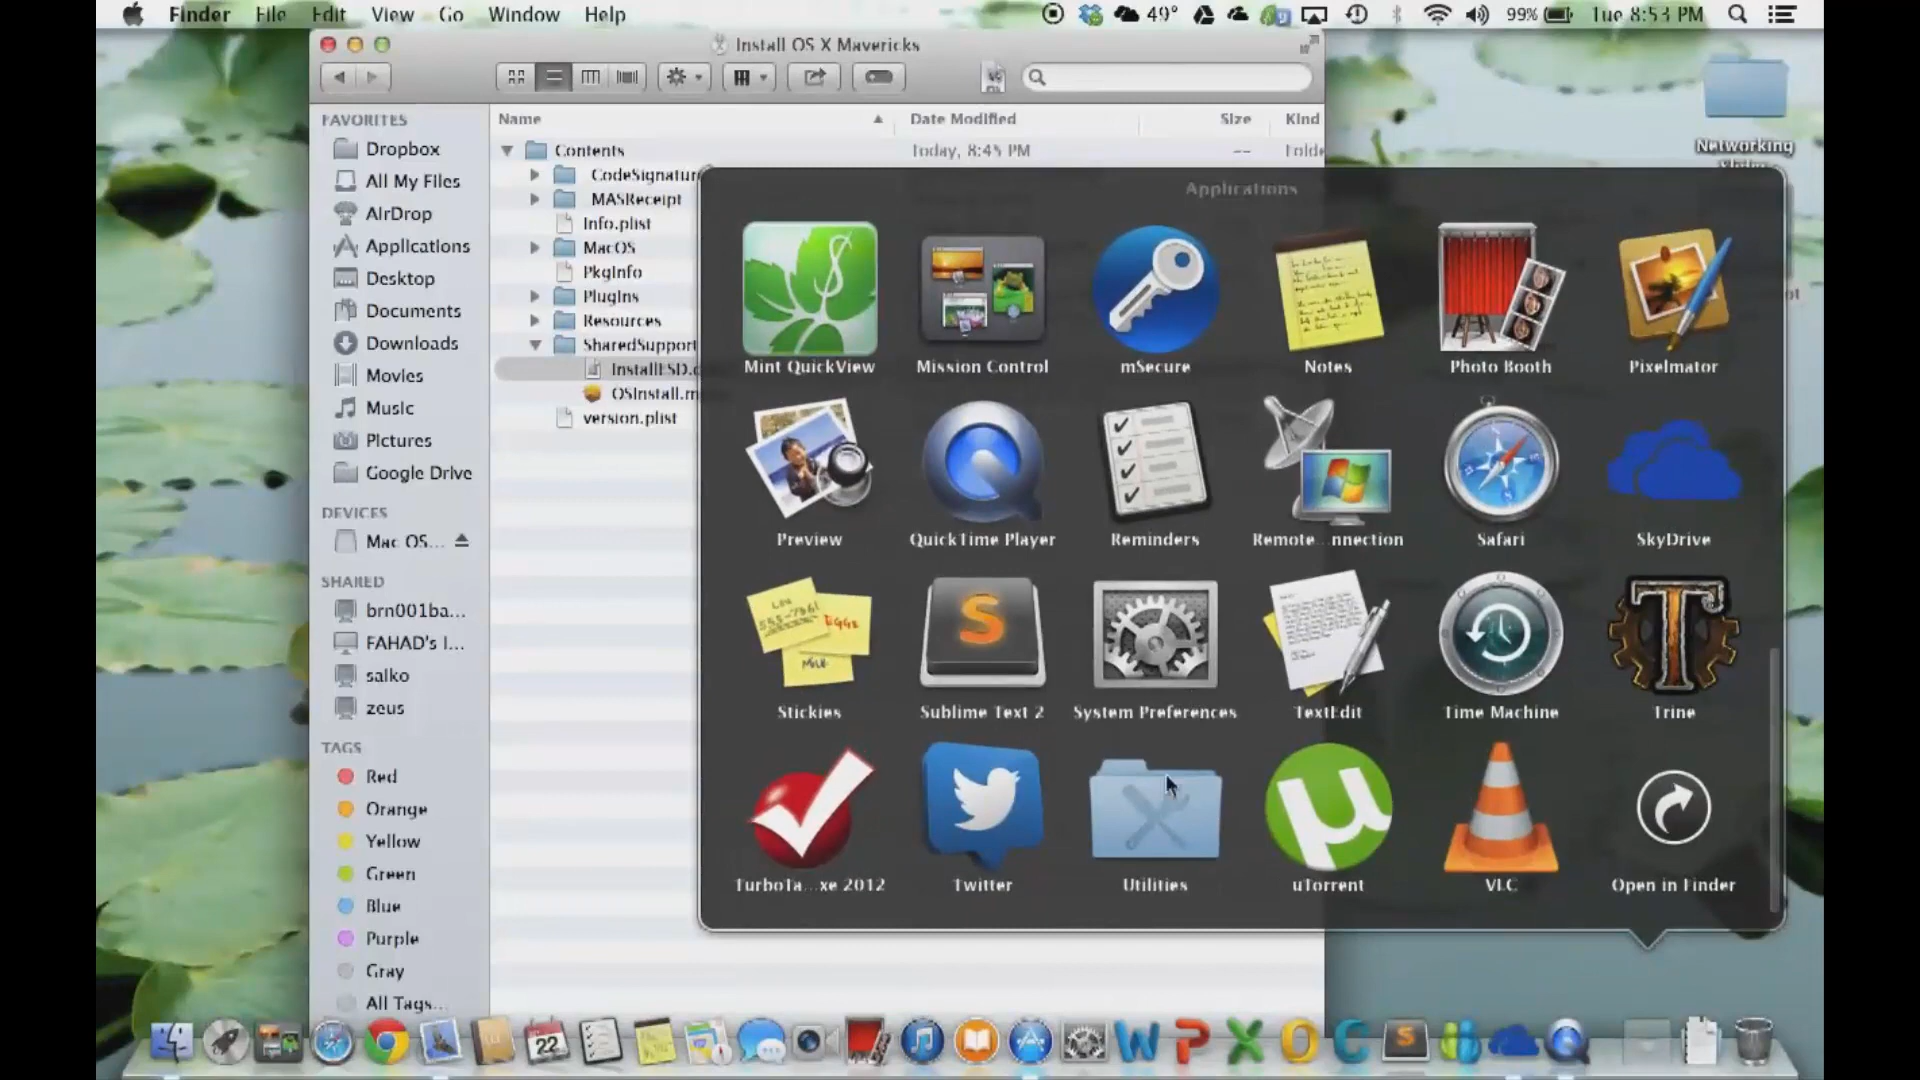 Finder File Edit View Go Window Help
49° 99% Tue 8:53 PM
Install OS X Mavericks
Name Date Modified Size Kind
FAVORITES
Dropbox
All My Files
AirDrop
Applications
Desktop
Documents
Downloads
Movies
Music
Pictures
Google Drive
DEVICES
Mac OS...
SHARED
brn001ba...
FAHAD's I...
saiko
zeus
TAGS
Red
Orange
Yellow
Green
Blue
Purple
Gray
All Tags...
Contents Today, 8:45 PM -- Folde
_CodeSignatur
_MASReceipt
Info.plist
MacOS
PkgInfo
PlugIns
Resources
SharedSupport
InstallESD.d
OSInstall.m
version.plist
Applications
Mint QuickView Mission Control mSecure Notes Photo Booth Pixelmator
Preview QuickTime Player Reminders Remote...nnection Safari SkyDrive
Stickies Sublime Text 2 System Preferences TextEdit Time Machine Trine
TurboTa...xe 2012 Twitter Utilities uTorrent VLC Open in Finder
Networking
22